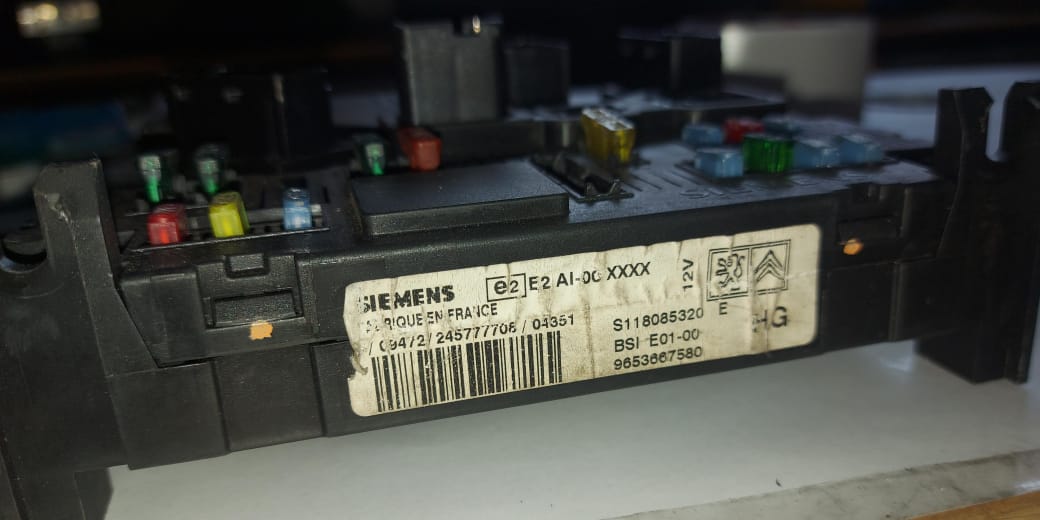 SIEMENS
e2 E2 AI-00 XXXX
12V
FABRIQUE EN FRANCE
/ 09472 / 245777708 / 04351
S118085320 E
BSI E01-00
9653667580
HG